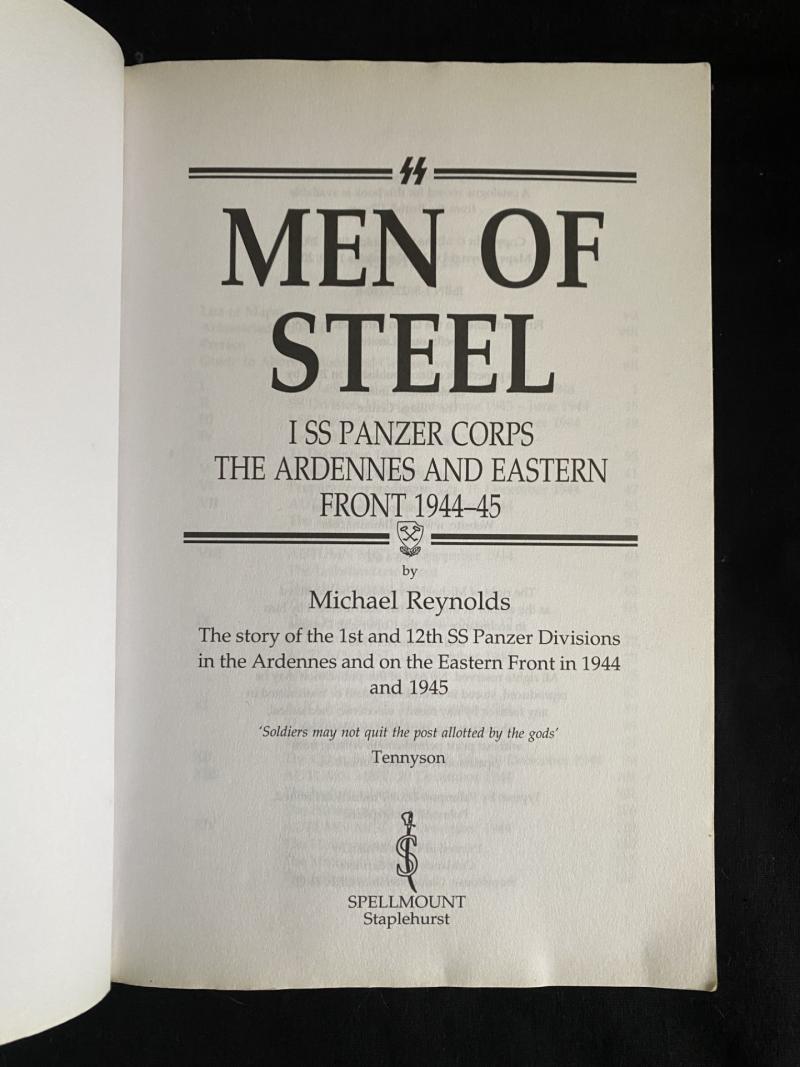 MEN OF
STEEL
I SS PANZER CORPS
THE ARDENNES AND EASTERN
FRONT 1944–45
by
Michael Reynolds
The story of the 1st and 12th SS Panzer Divisions
in the Ardennes and on the Eastern Front in 1944
and 1945
‘Soldiers may not quit the post allotted by the gods’
Tennyson
S
SPELLMOUNT
Staplehurst